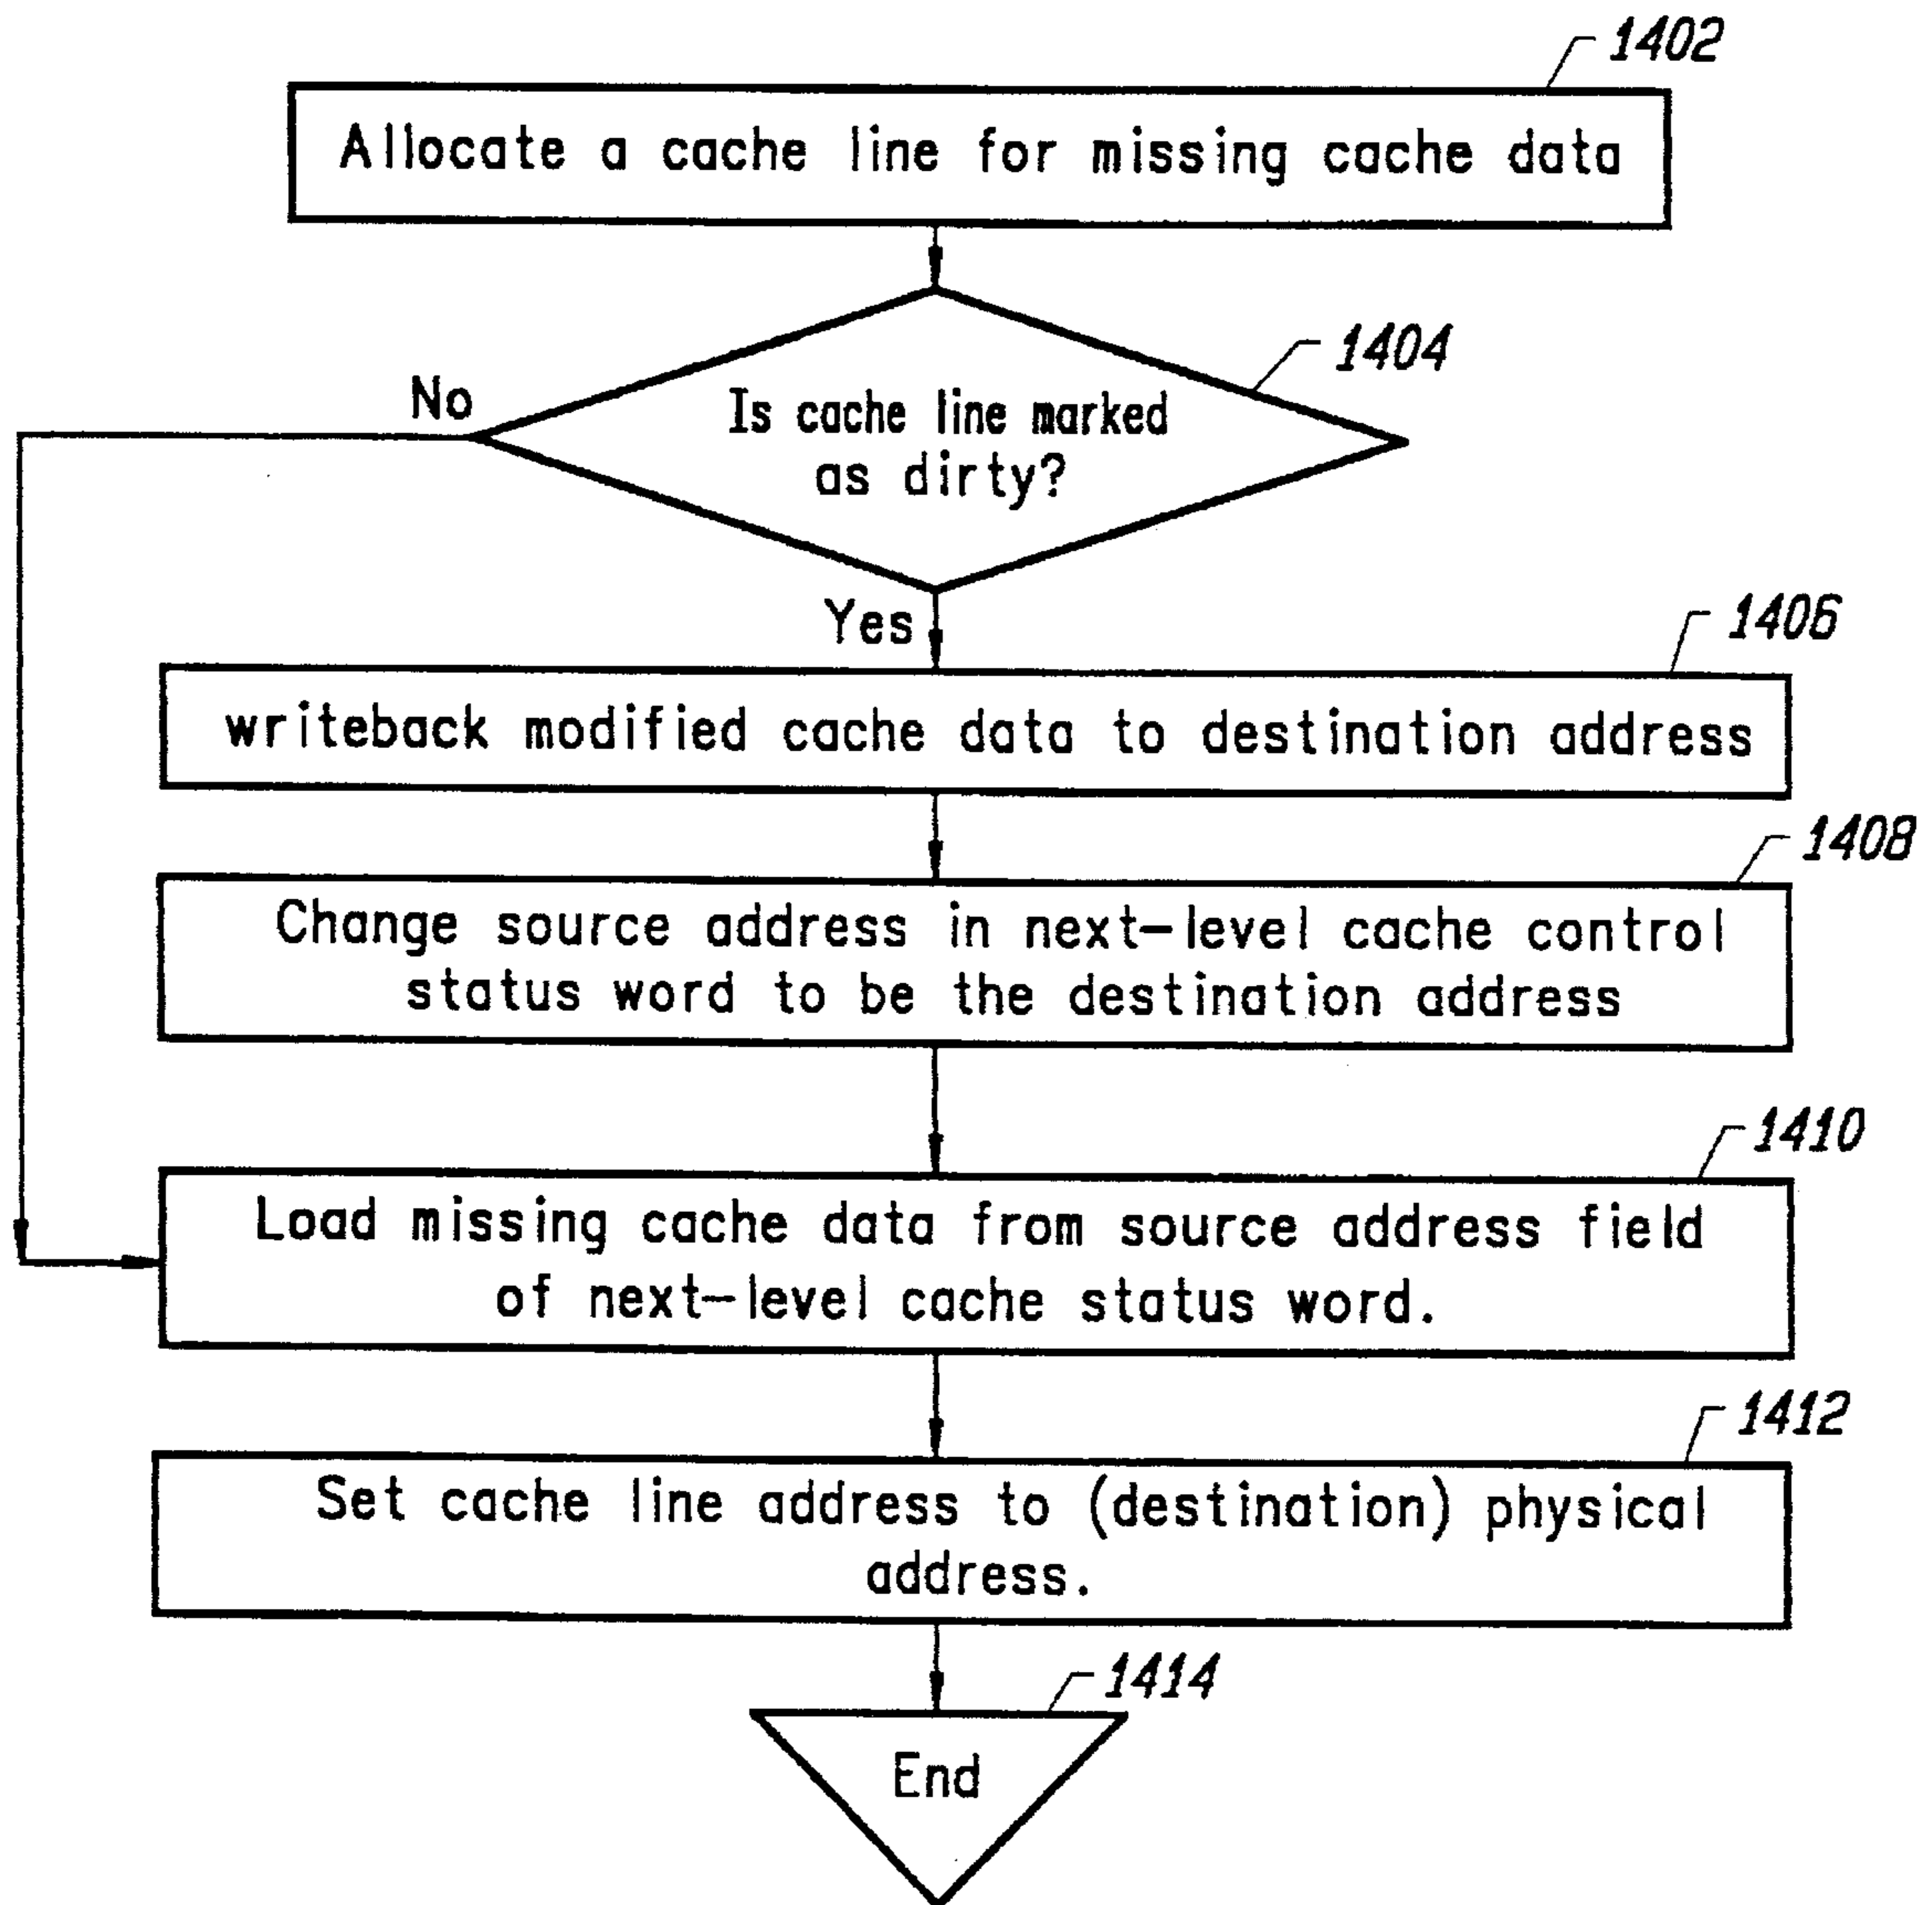 1402
Allocate a cache line for missing cache data
1404
No
Is cache line marked
as dirty?
Yes
1406
writeback modified cache data to destination address
1408
Change source address in next-level cache control
status word to be the destination address
1410
Load missing cache data from source address field
of next-level cache status word.
1412
Set cache line address to (destination) physical
address.
1414
End